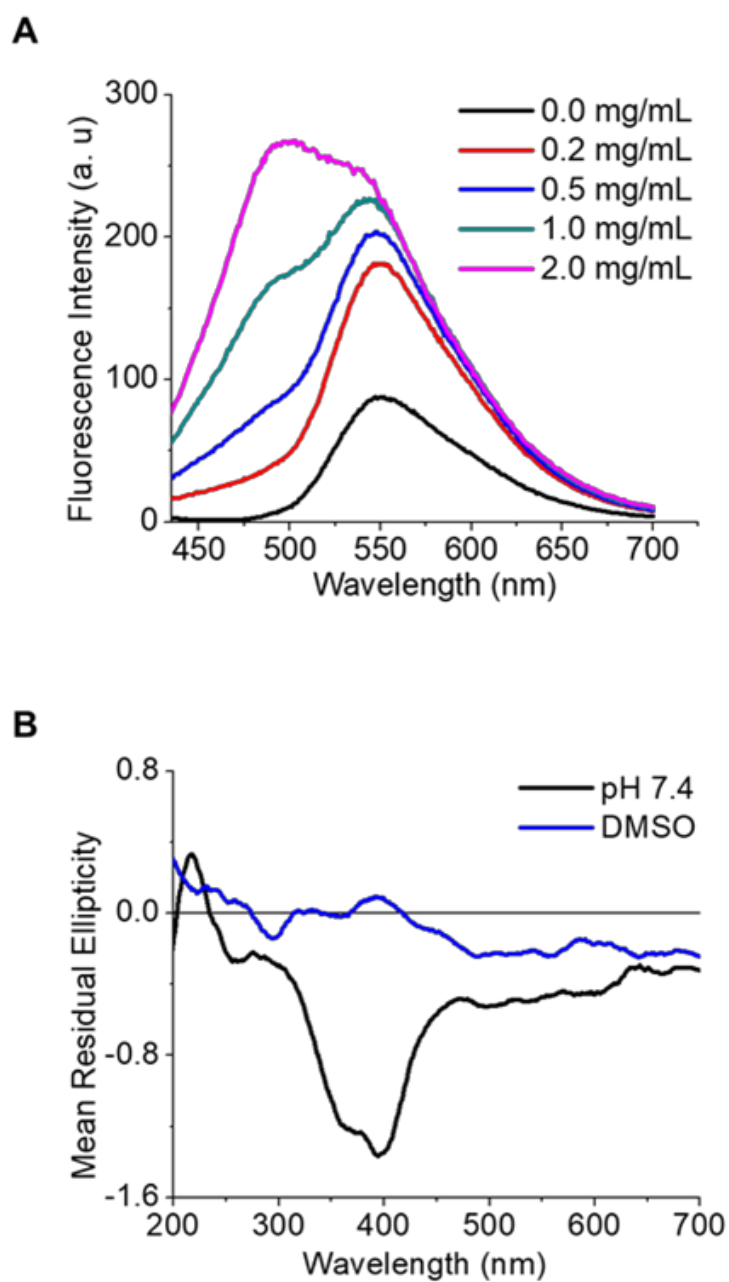 A
Fluorescence Intensity (a. u)
300
200
100
0
0.0 mg/mL
0.2 mg/mL
0.5 mg/mL
1.0 mg/mL
2.0 mg/mL
450 500 550 600 650 700
Wavelength (nm)
B
Mean Residual Ellipticity
0.8
0.0
-0.8
-1.6
pH 7.4
DMSO
200 300 400 500 600 700
Wavelength (nm)